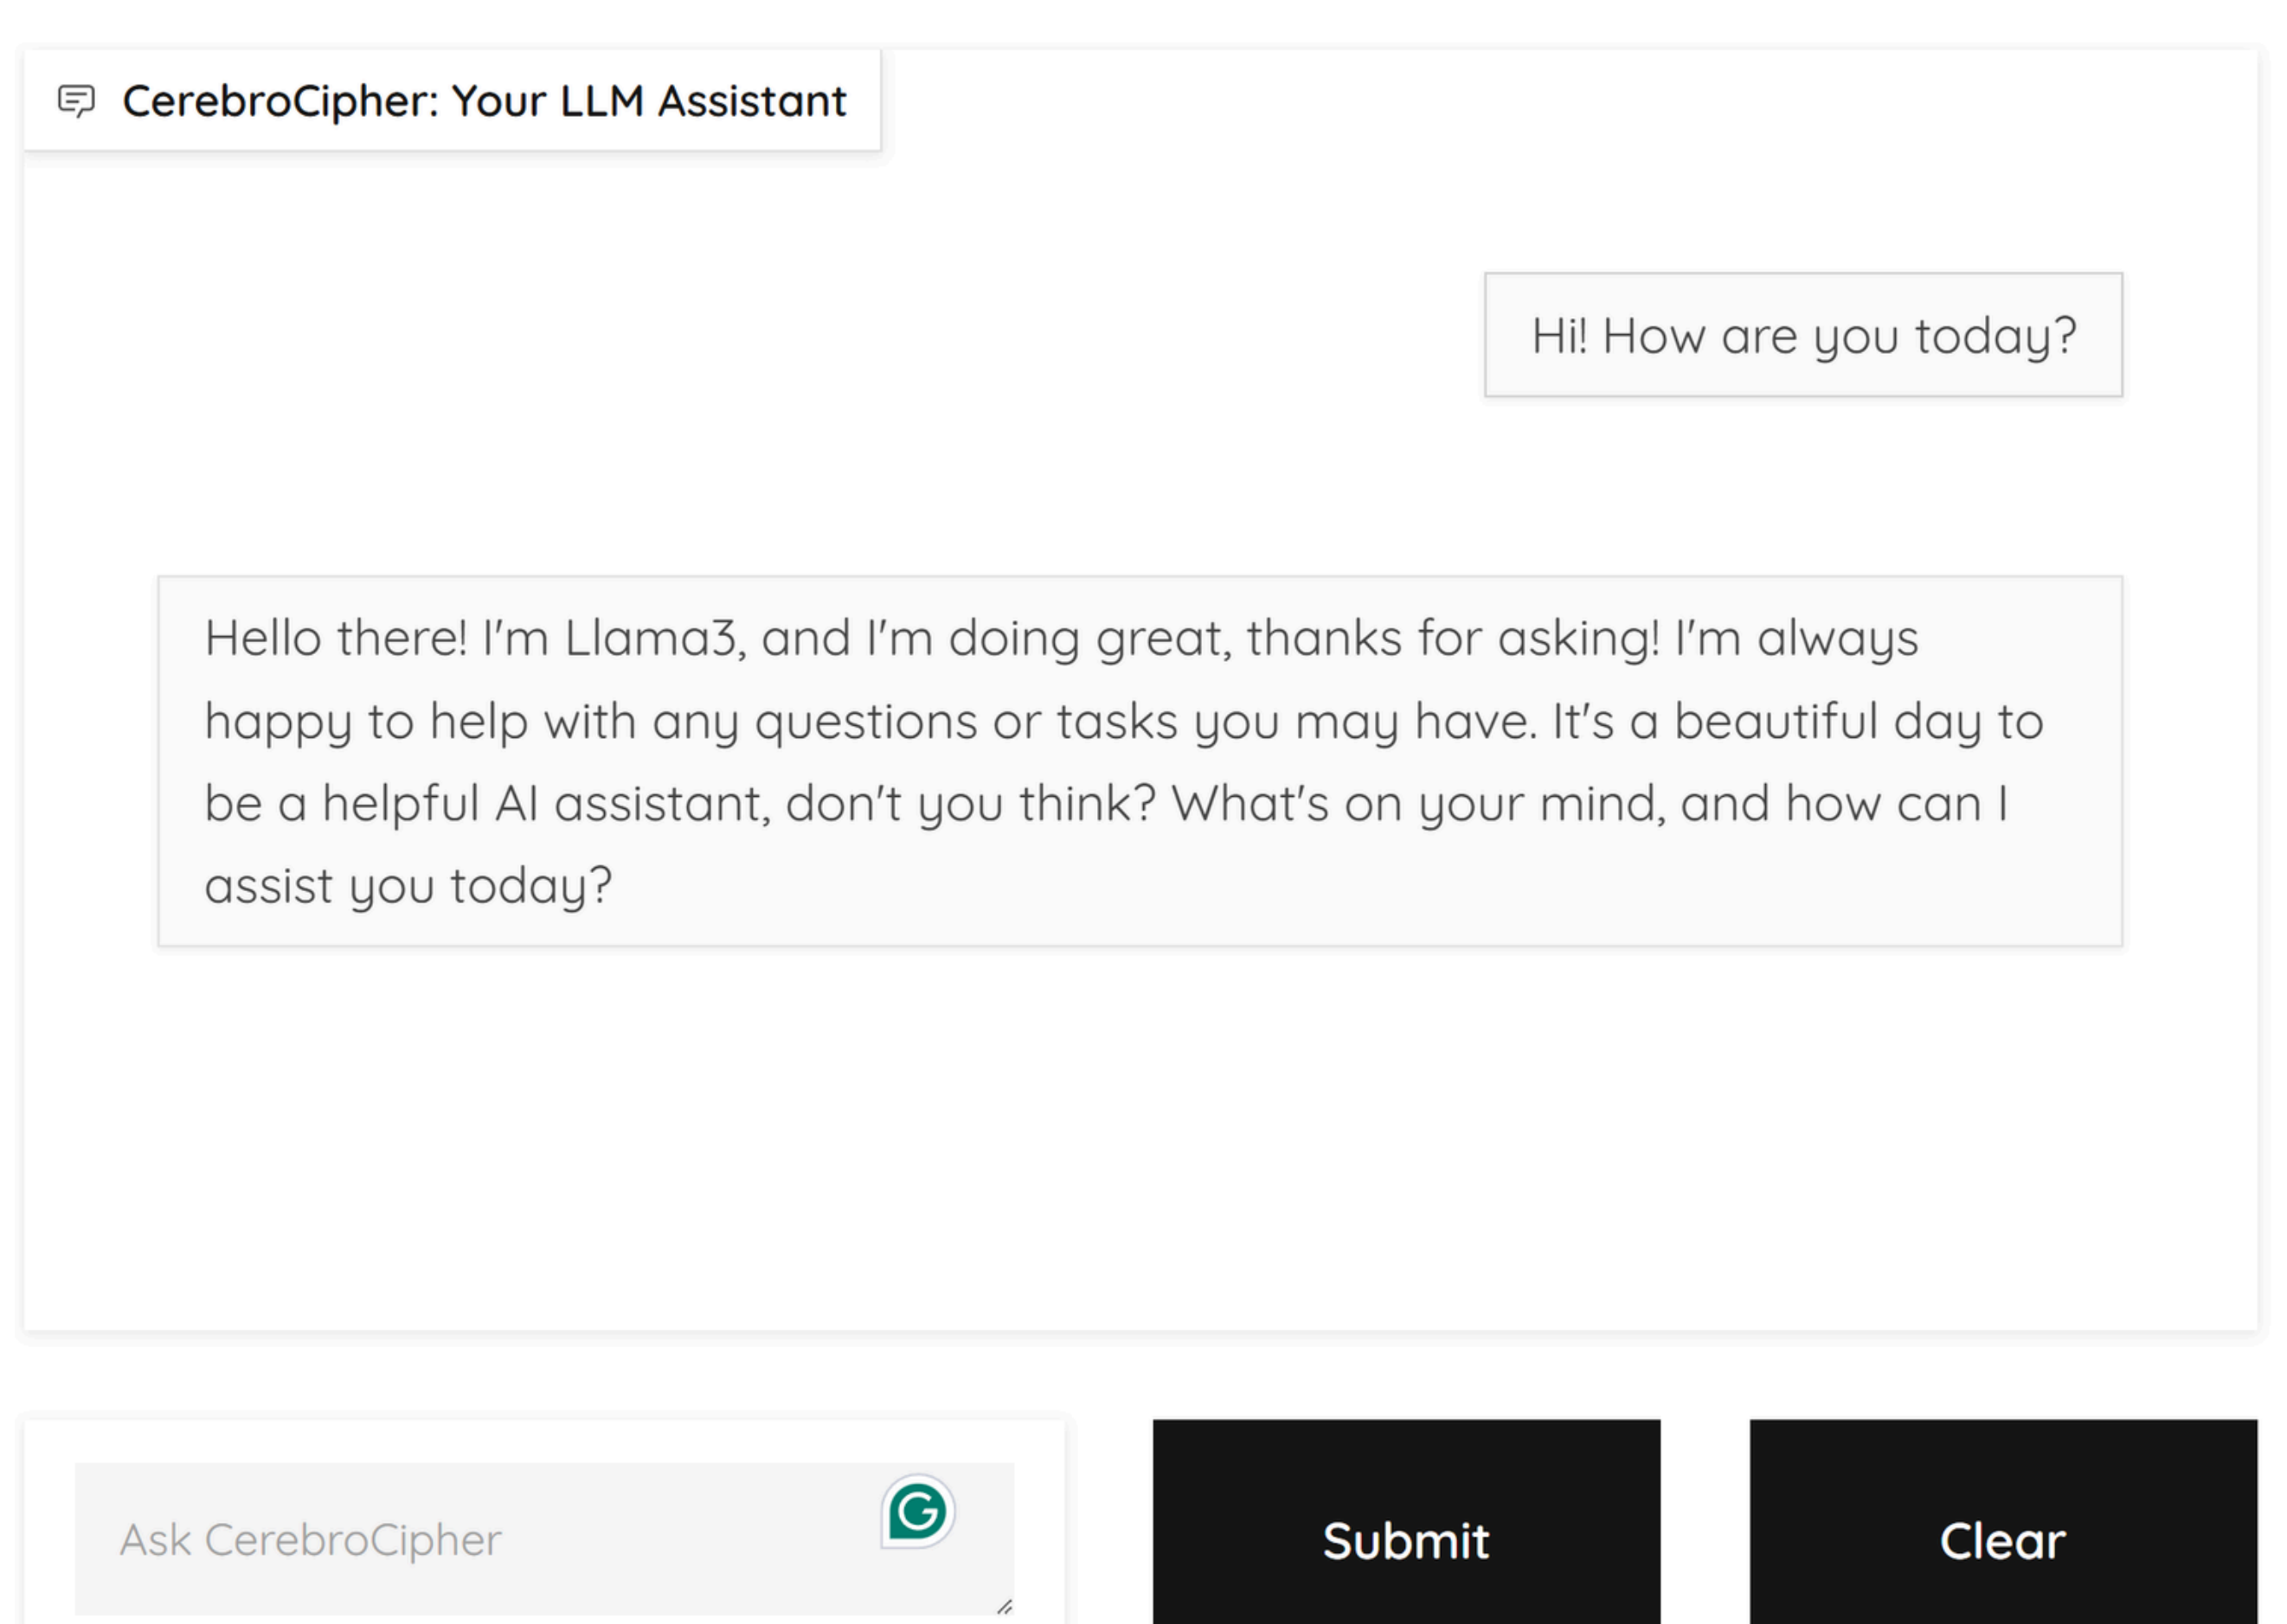 CerebroCipher: Your LLM Assistant
Hi! How are you today?
Hello there! I'm Llama3, and I'm doing great, thanks for asking! I'm always
happy to help with any questions or tasks you may have. It's a beautiful day to
be a helpful AI assistant, don't you think? What's on your mind, and how can I
assist you today?
Ask CerebroCipher
Submit
Clear